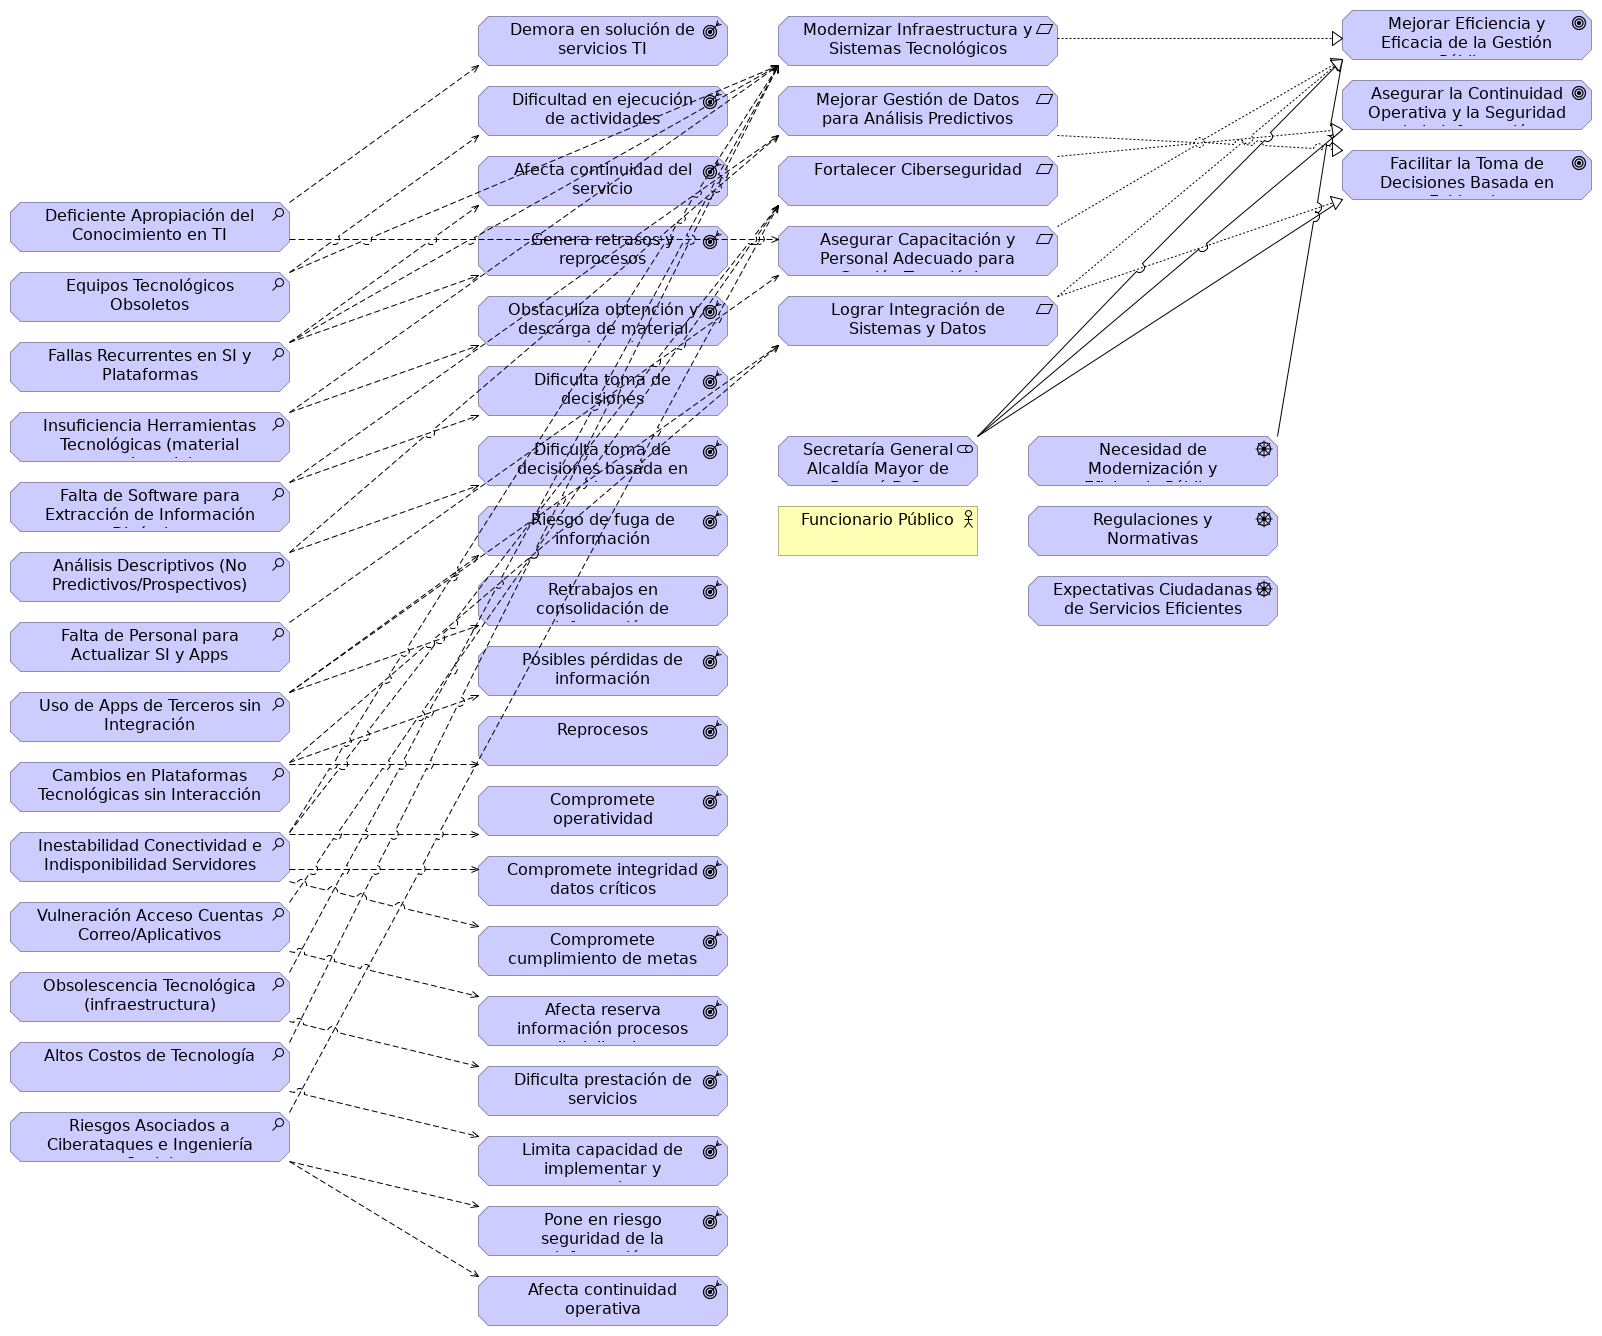 Deficiente Apropiación del
Conocimiento en TI
Equipos Tecnológicos
Obsoletos
Fallas Recurrentes en SI y
Plataformas
Insuficiencia Herramientas
Tecnológicas (material
Falta de Software para
Extracción de Información
Análisis Descriptivos (No
Predictivos/Prospectivos)
Falta de Personal para
Actualizar SI y Apps
Uso de Apps de Terceros sin
Integración
Cambios en Plataformas
Tecnológicas sin Interacción
Inestabilidad Conectividad e
Indisponibilidad Servidores
Vulneración Acceso Cuentas
Correo/Aplicativos
Obsolescencia Tecnológica
(infraestructura)
Altos Costos de Tecnología
Riesgos Asociados a
Ciberataques e Ingeniería
Demora en solución de
servicios TI
Dificultad en ejecución
de actividades
Afecta continuidad del
servicio
Genera retrasos y
reprocesos
Obstaculiza obtención y
descarga de material
Dificulta toma de
decisiones
Dificulta toma de
decisiones basada en
Riesgo de fuga de
información
Retrabajos en
consolidación de
Posibles pérdidas de
información
Reprocesos
Compromete
operatividad
Compromete integridad
datos críticos
Compromete
cumplimiento de metas
Afecta reserva
información procesos
Dificulta prestación de
servicios
Limita capacidad de
implementar y
Pone en riesgo
seguridad de la
Afecta continuidad
operativa
Modernizar Infraestructura y
Sistemas Tecnológicos
Mejorar Gestión de Datos
para Análisis Predictivos
Fortalecer Ciberseguridad
Asegurar Capacitación y
Personal Adecuado para
Lograr Integración de
Sistemas y Datos
Secretaría General
Alcaldía Mayor de
Funcionario Público
Necesidad de
Modernización y
Regulaciones y
Normativas
Expectativas Ciudadanas
de Servicios Eficientes
Mejorar Eficiencia y
Eficacia de la Gestión
Asegurar la Continuidad
Operativa y la Seguridad
Facilitar la Toma de
Decisiones Basada en